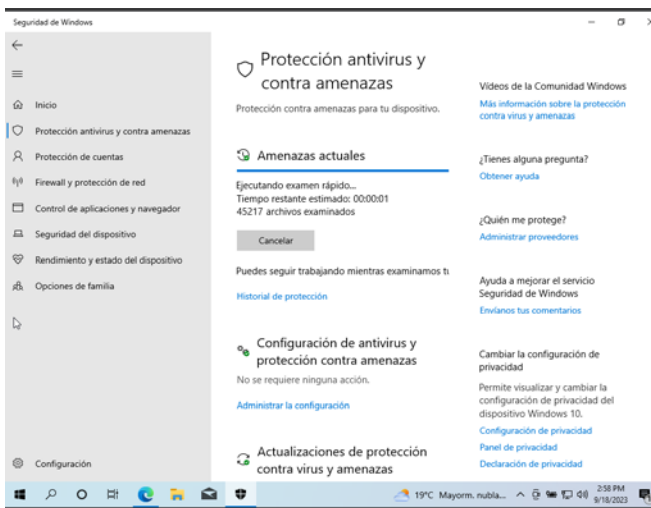 Seguridad de Windows
Inicio
Protección antivirus y contra amenazas
Protección de cuentas
Firewall y protección de red
Control de aplicaciones y navegador
Seguridad del dispositivo
Rendimiento y estado del dispositivo
Opciones de familia
Configuración
Protección antivirus y
contra amenazas
Protección contra amenazas para tu dispositivo.
Amenazas actuales
Ejecutando examen rápido...
Tiempo restante estimado: 00:00:01
45217 archivos examinados
Cancelar
Puedes seguir trabajando mientras examinamos tu
Historial de protección
Configuración de antivirus y
protección contra amenazas
No se requiere ninguna acción.
Administrar la configuración
Actualizaciones de protección
contra virus y amenazas
Vídeos de la Comunidad Windows
Más información sobre la protección
contra virus y amenazas
¿Tienes alguna pregunta?
Obtener ayuda
¿Quién me protege?
Administrar proveedores
Ayuda a mejorar el servicio
Seguridad de Windows
Envíanos tus comentarios
Cambiar la configuración de
privacidad
Permite visualizar y cambiar la
configuración de privacidad del
dispositivo Windows 10.
Configuración de privacidad
Panel de privacidad
Declaración de privacidad
19°C Mayorm. nubla...
2:58 PM
9/18/2023